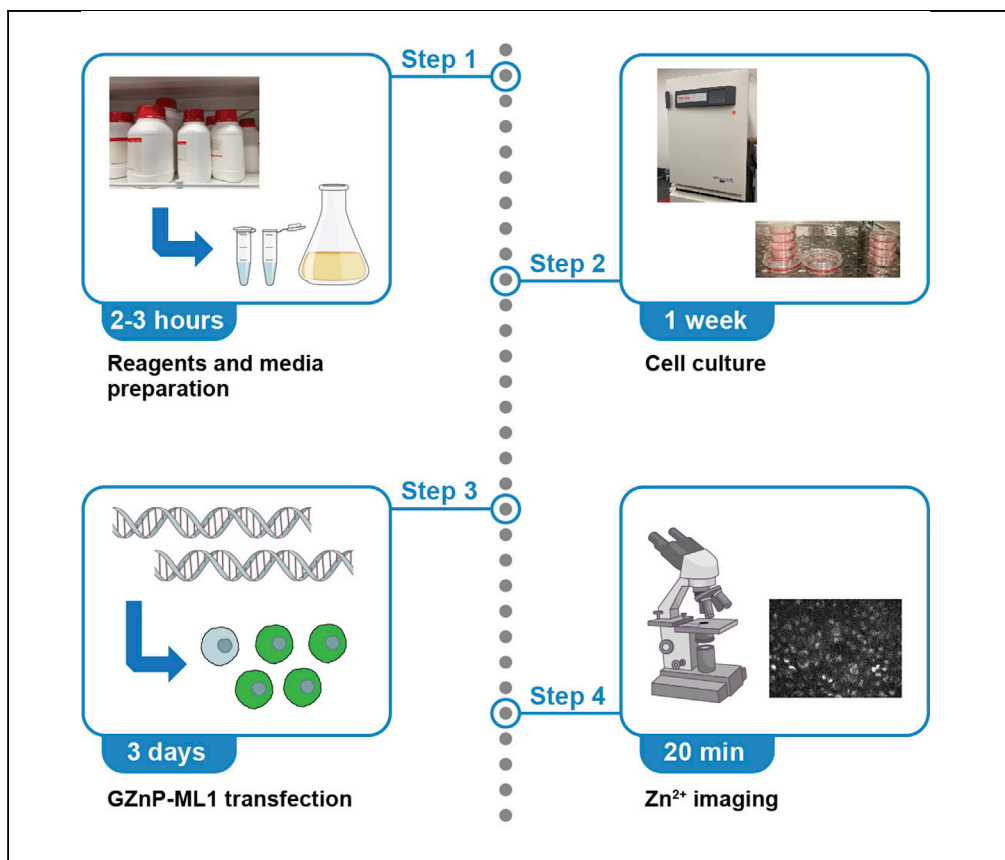 Step 1
2-3 hours
Reagents and media
preparation
Step 2
1 week
Cell culture
Step 3
3 days
GZnP-ML1 transfection
Step 4
20 min
Zn²⁺ imaging